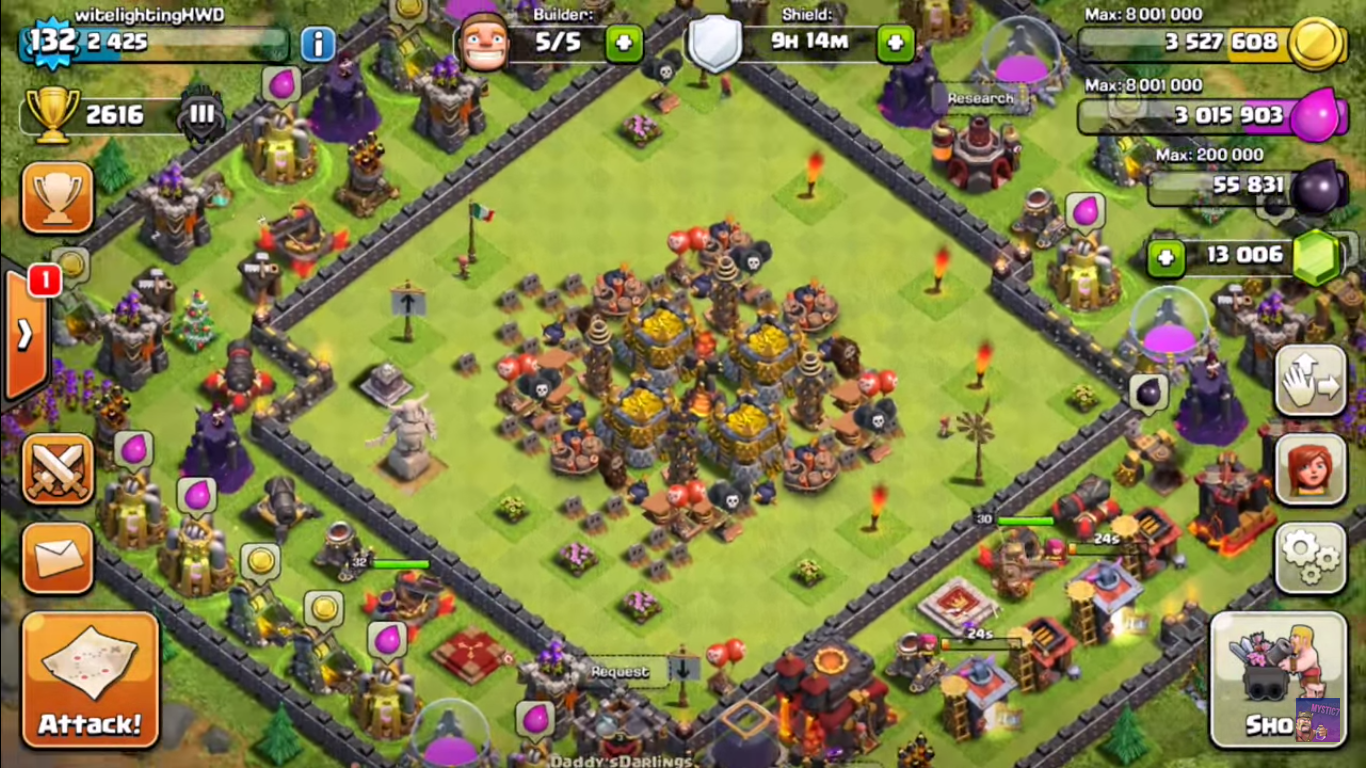 witelightingHWD
132
2 425
i
Builder:
5/5
Shield:
9H 14M
Max: 8 001 000
3 527 608
Max: 8 001 000
3 015 903
Max: 200 000
55 831
13 006
2616
III
Research
1
30
24s
32
24s
Request
Daddy'sDarlings
Attack!
SHO
MYSTIC7